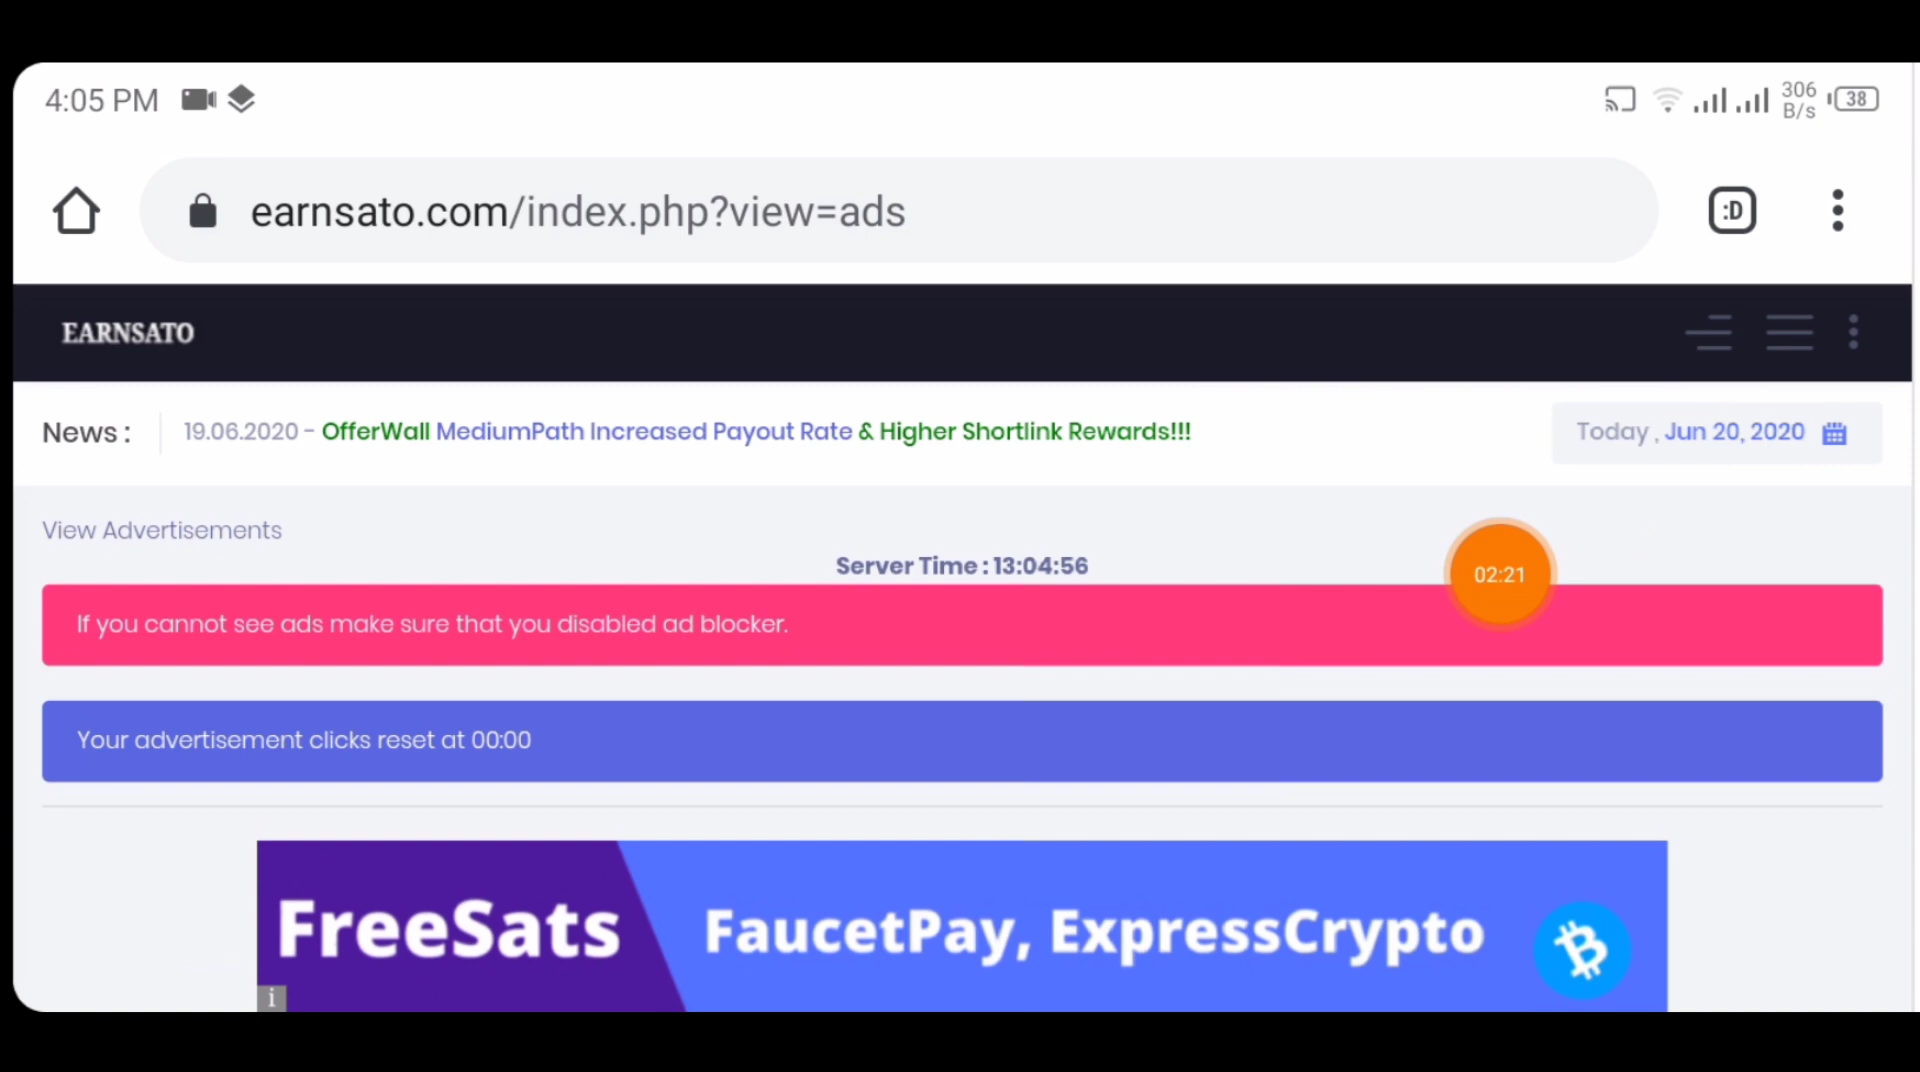 4:05 PM
306
B/s
38
earnsato.com/index.php?view=ads
:D
EARNSATO
News :
19.06.2020 - OfferWall MediumPath Increased Payout Rate & Higher Shortlink Rewards!!!
Today , Jun 20, 2020
View Advertisements
Server Time : 13:04:56
02:21
If you cannot see ads make sure that you disabled ad blocker.
Your advertisement clicks reset at 00:00
FreeSats
FaucetPay, ExpressCrypto
i